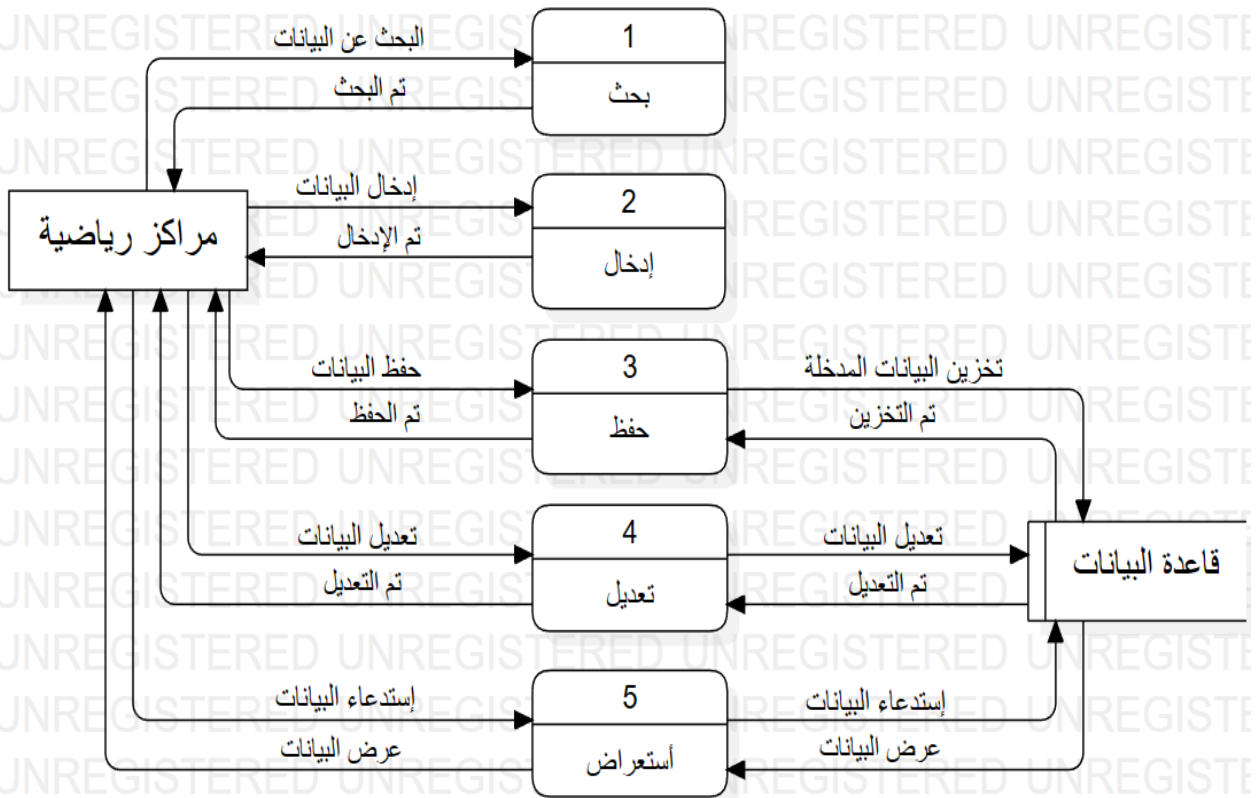 البحث عن البيانات
1
تم البحث
بحث
إدخال البيانات
2
مراكز رياضية
تم الإدخال
إدخال
حفظ البيانات
3
تخزين البيانات المدخلة
تم الحفظ
حفظ
تم التخزين
تعديل البيانات
4
تعديل البيانات
قاعدة البيانات
تم التعديل
تعديل
تم التعديل
إستدعاء البيانات
5
إستدعاء البيانات
عرض البيانات
أستعراض
عرض البيانات
UNREGISTERED